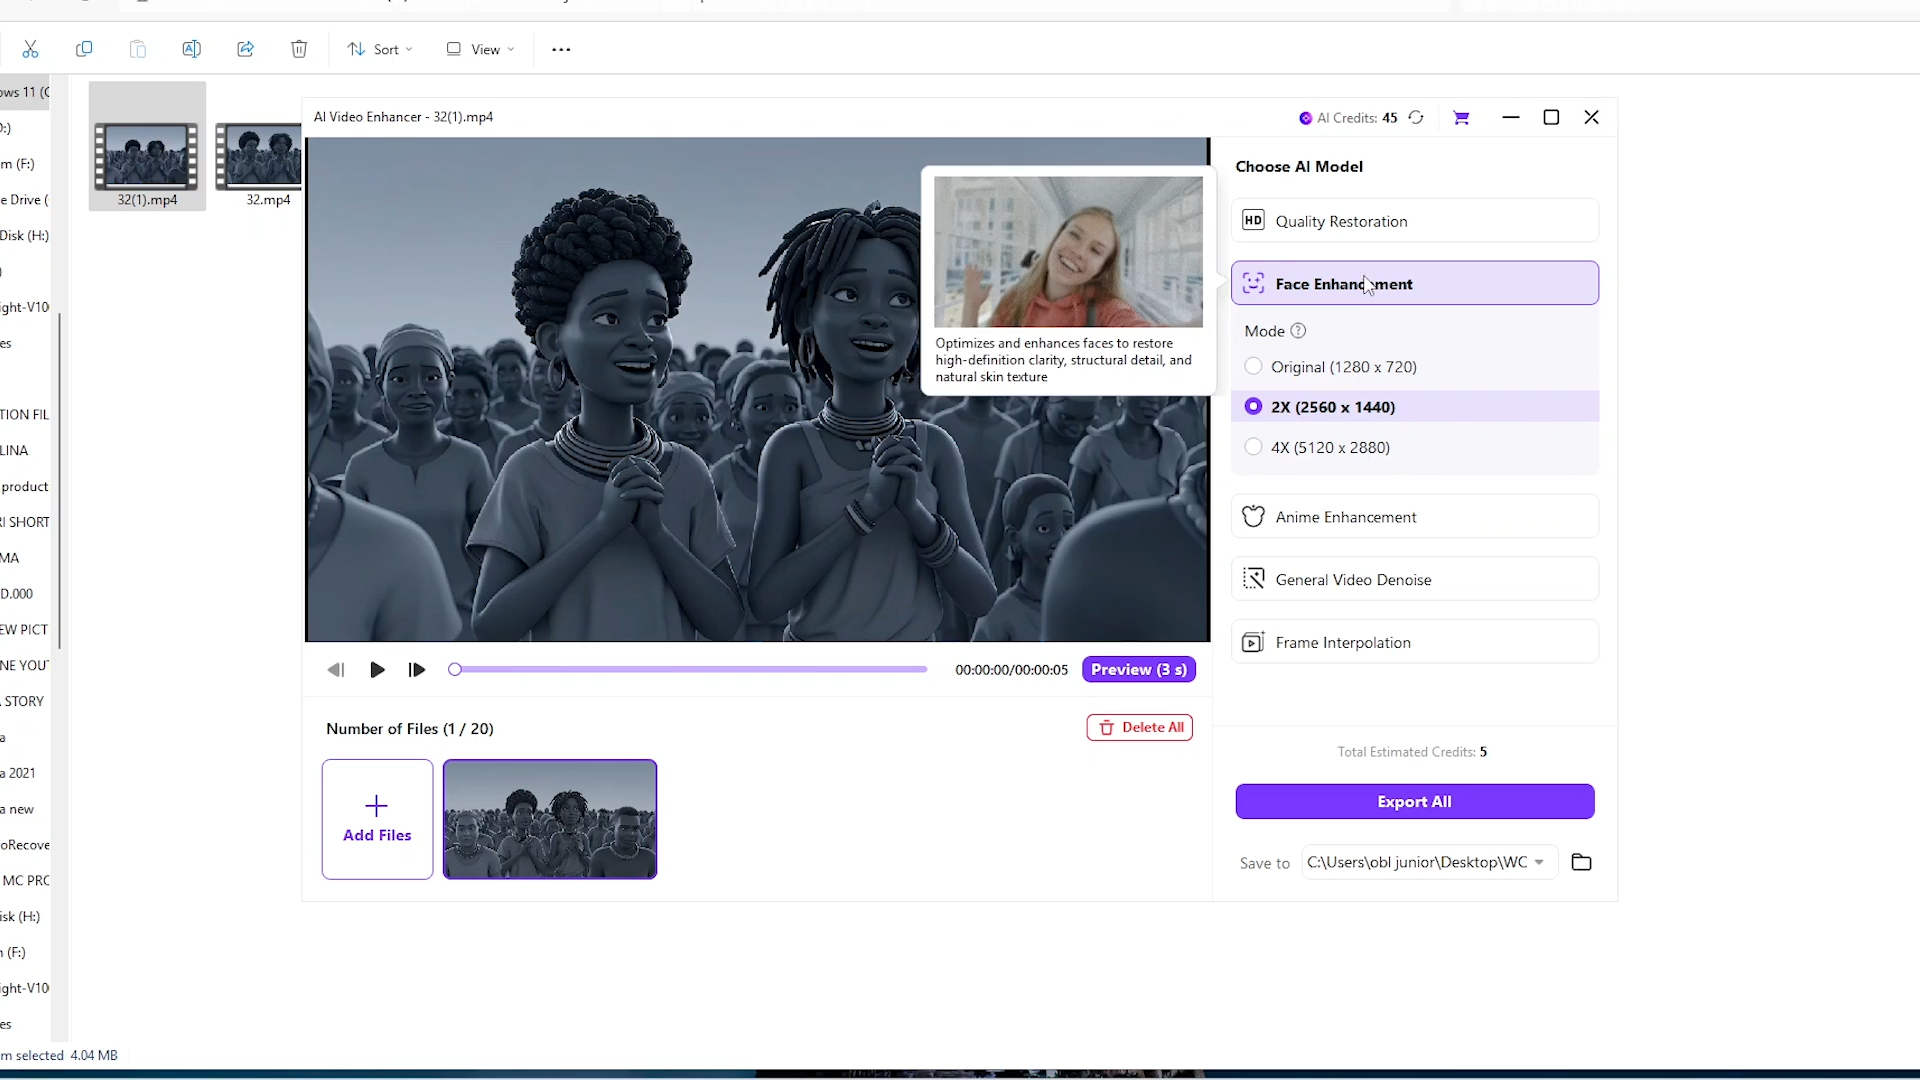 Sort
View
ows 11 (C
):)
m (F:)
e Drive (
Disk (H:)
)
ight-V10
es
TION FIL
LINA
product
RI SHORT
MA
D.000
EW PICT
NE YOU
A STORY
a
a 2021
a new
oRecove
MC PRO
isk (H:)
n (F:)
ight-V10
es
m selected 4.04 MB
32(1).mp4
32.mp4
AI Video Enhancer - 32(1).mp4
AI Credits: 45
Optimizes and enhances faces to restore
high-definition clarity, structural detail, and
natural skin texture
00:00:00/00:00:05
Preview (3 s)
Number of Files (1 / 20)
Delete All
Add Files
Choose AI Model
HD Quality Restoration
Face Enhancement
Mode ?
Original (1280 x 720)
2X (2560 x 1440)
4X (5120 x 2880)
Anime Enhancement
General Video Denoise
Frame Interpolation
Total Estimated Credits: 5
Export All
Save to C:\Users\obl junior\Desktop\WC